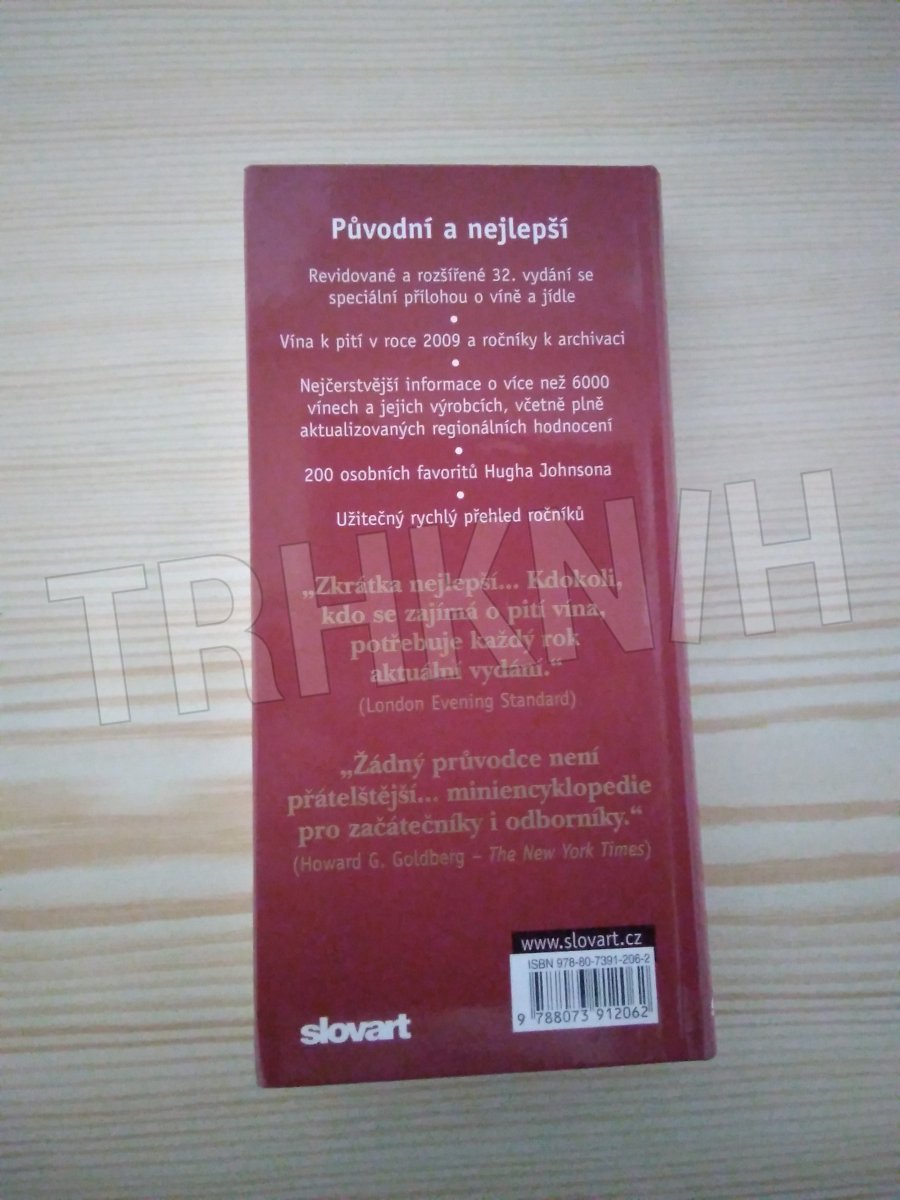 Původní a nejlepší
Revidované a rozšířené 32. vydání se
speciální přílohou o víně a jídle
•
Vína k pití v roce 2009 a ročníky k archivaci
•
Nejčerstvější informace o více než 6000
vínech a jejich výrobcích, včetně plně
aktualizovaných regionálních hodnocení
•
200 osobních favoritů Hugha Johnsona
•
Užitečný rychlý přehled ročníků
TRHKNIH
„Zkrátka nejlepší... Kdokoli,
kdo se zajímá o pití vína,
potřebuje každý rok
aktuální vydání.“
(London Evening Standard)
„Žádný průvodce není
přátelštější... miniencyklopedie
pro začátečníky i odborníky.“
(Howard G. Goldberg – The New York Times)
www.slovart.cz
ISBN 978-80-7391-206-2
9 788073 912062
slovart